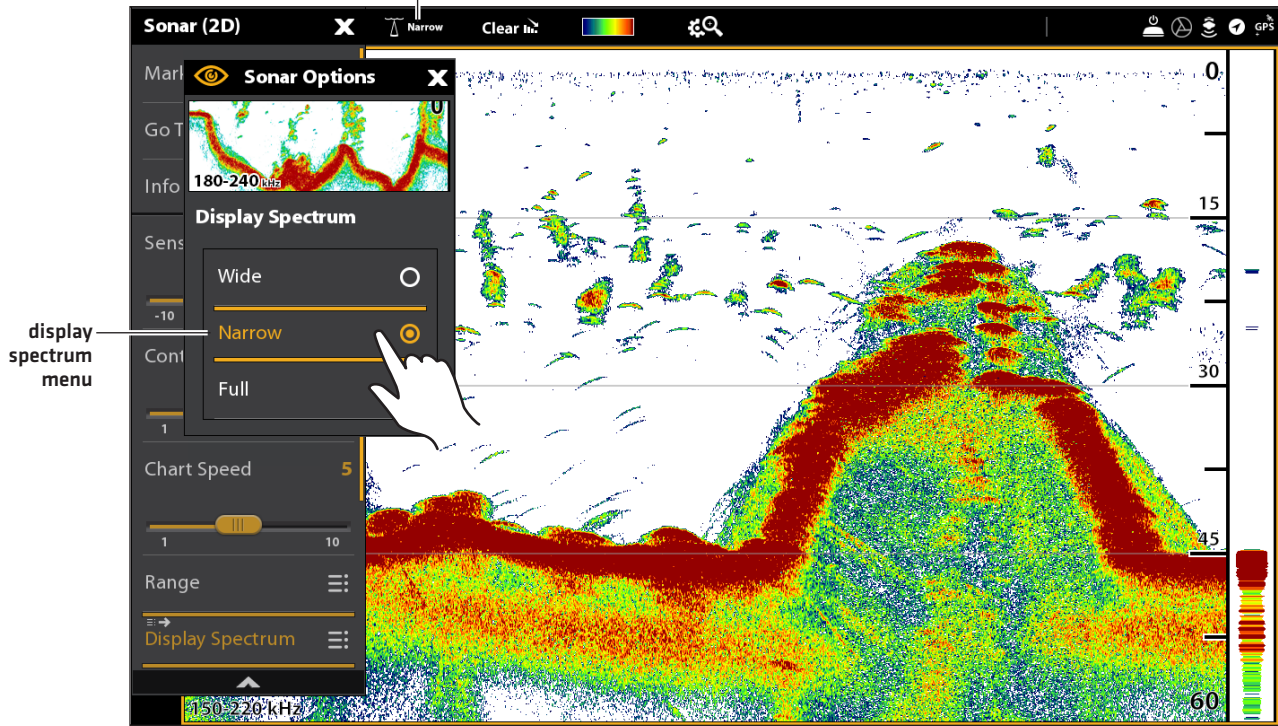 Sonar (2D)
Narrow
Clear
GPS
Mark
Sonar Options
0
Go T
180-240 kHz
Info
Display Spectrum
Sens
Wide
-10
Narrow
Cont
Full
1
Chart Speed
5
1
10
Range
Display Spectrum
display
spectrum
menu
150-220 kHz
0
15
30
45
60